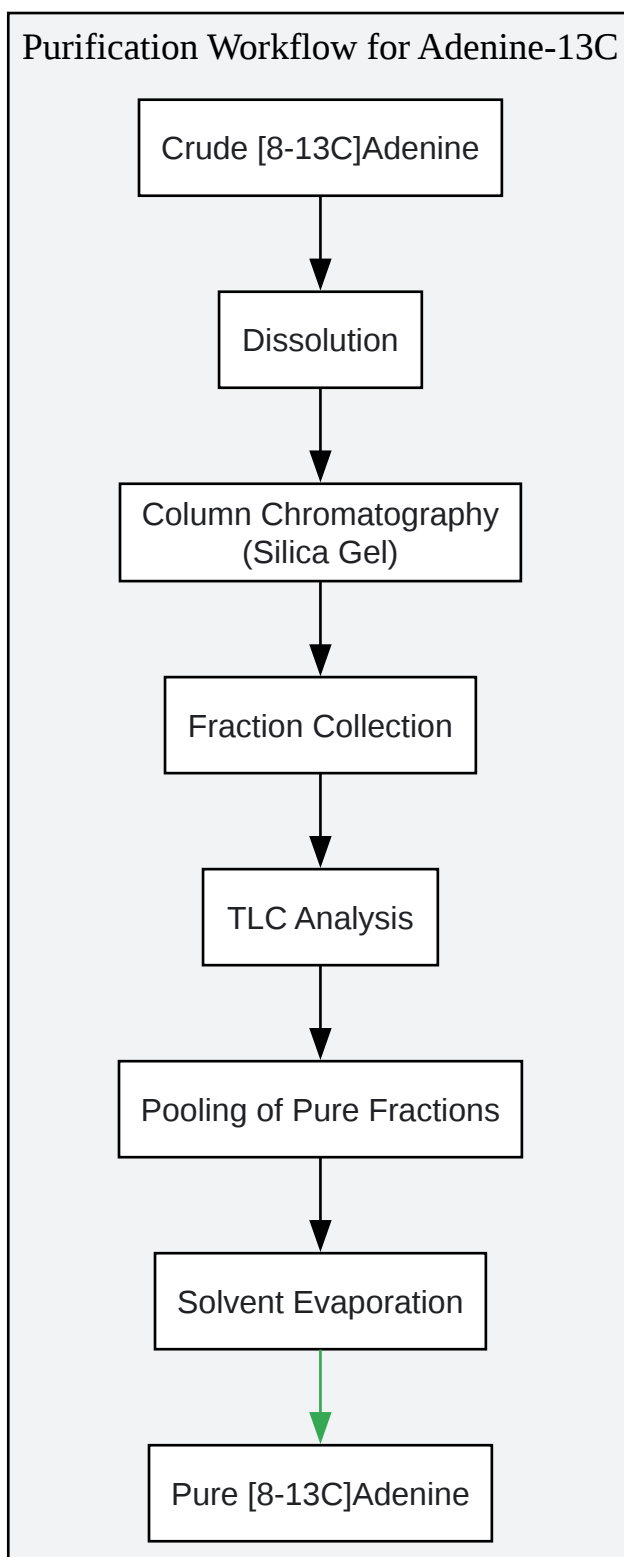 Purification Workflow for Adenine-13C
Crude [8-13C]Adenine
Dissolution
Column Chromatography
(Silica Gel)
Fraction Collection
TLC Analysis
Pooling of Pure Fractions
Solvent Evaporation
Pure [8-13C]Adenine